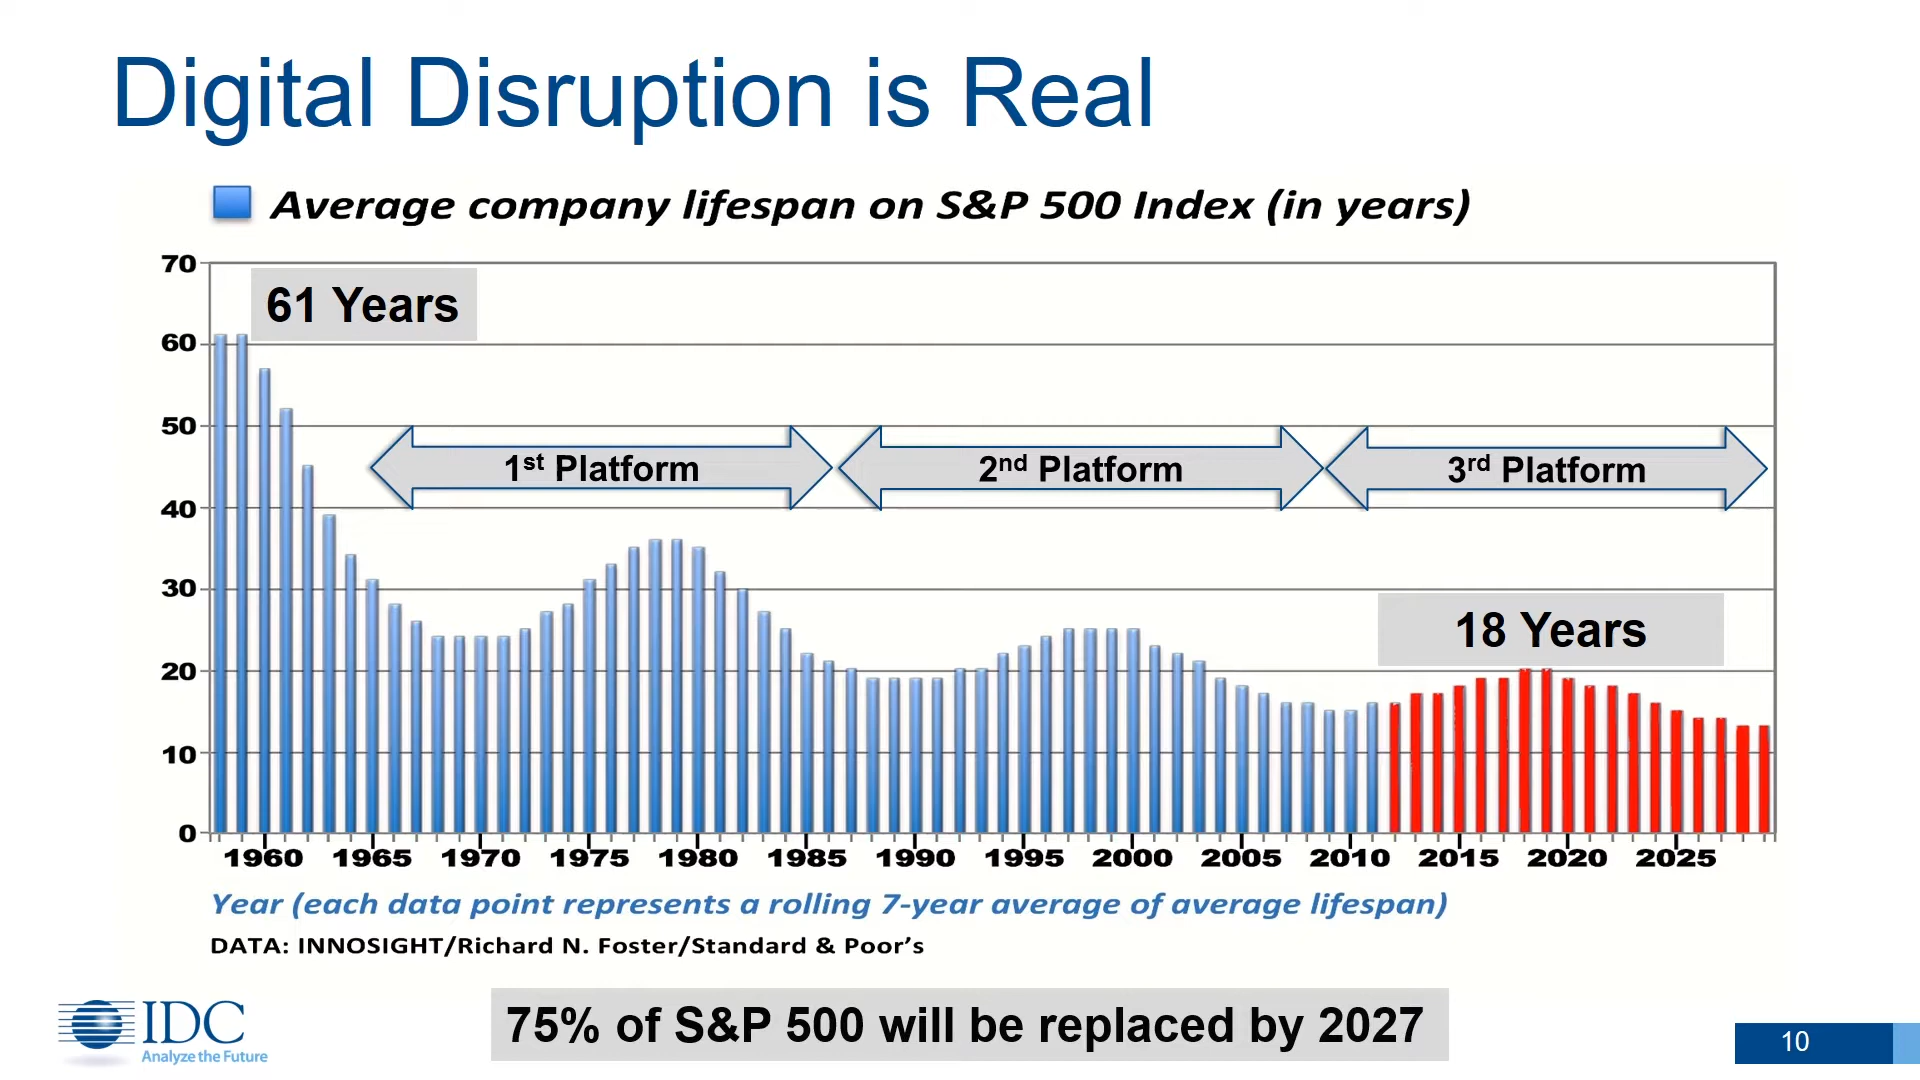 Digital Disruption is Real
Average company lifespan on S&P 500 Index (in years)
70
61 Years
60
50
1st Platform
2nd Platform
3rd Platform
40
30
18 Years
20
10
0
1960 1965 1970 1975 1980 1985 1990 1995 2000 2005 2010 2015 2020 2025
Year (each data point represents a rolling 7-year average of average lifespan)
DATA: INNOSIGHT/Richard N. Foster/Standard & Poor's
IDC
Analyze the Future
75% of S&P 500 will be replaced by 2027
10